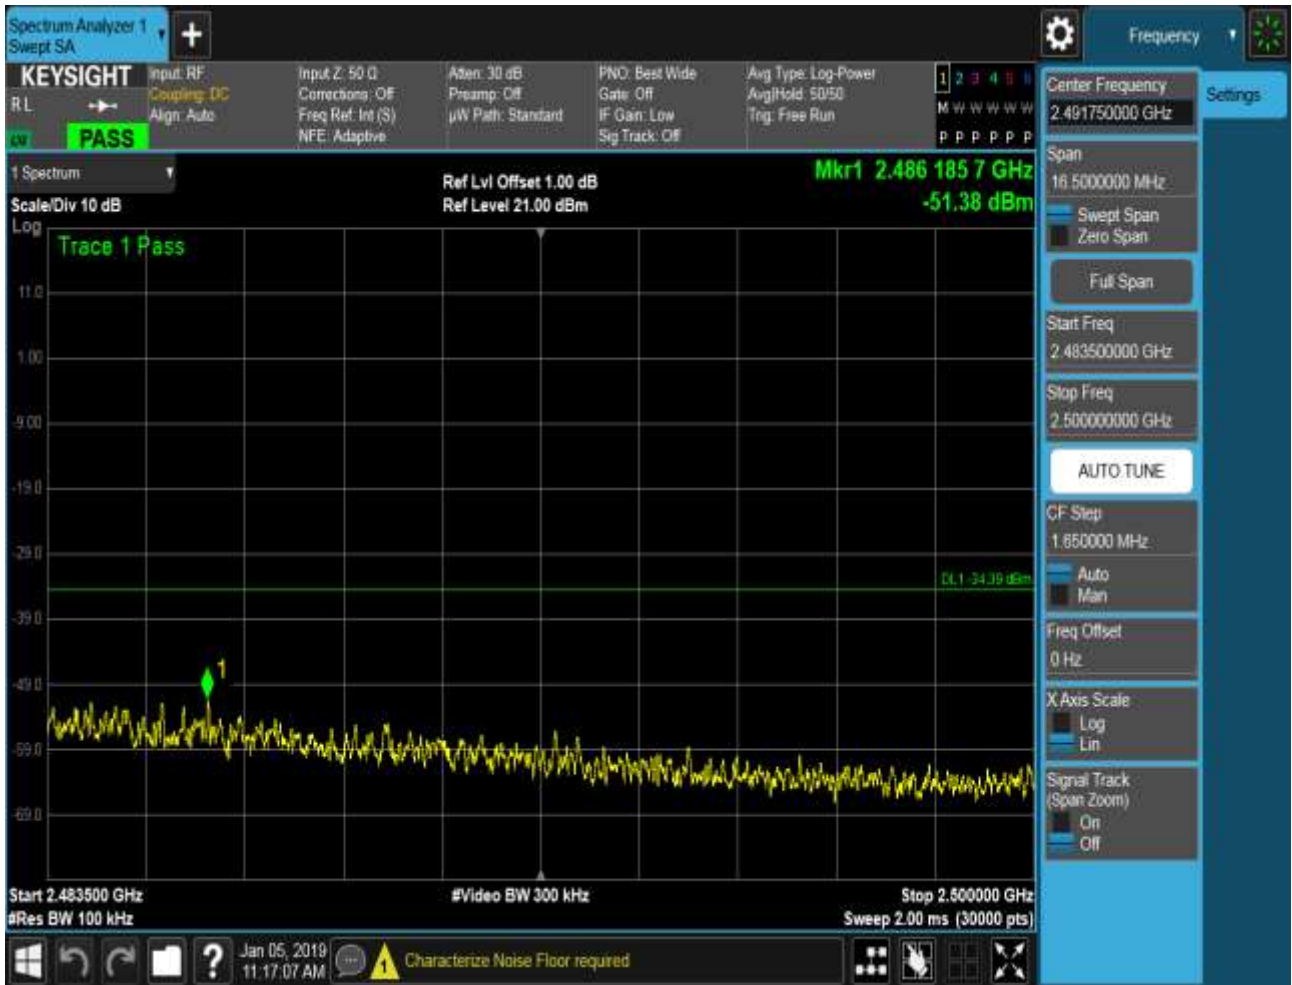 Spectrum Analyzer 1
Swept SA
+
Frequency
KEYSIGHT
R L
PASS
Input: RF
Coupling: DC
Align: Auto
Input Z: 50 Ω
Corrections: Off
Freq Ref: Int (S)
NFE: Adaptive
Atten: 30 dB
Preamp: Off
µW Path: Standard
PNO: Best Wide
Gate: Off
IF Gain: Low
Sig Track: Off
Avg Type: Log-Power
Avg|Hold: 50/50
Trig: Free Run
1 2 3 4 5 6
M W W W W W
P P P P P P
1 Spectrum
Scale/Div 10 dB
Ref Lvl Offset 1.00 dB
Ref Level 21.00 dBm
Mkr1 2.486 185 7 GHz
-51.38 dBm
Log
Trace 1 Pass
11.0
1.00
-9.00
-19.0
-29.0
DL1 -34.39 dBm
-39.0
1
-49.0
-59.0
-69.0
Start 2.483500 GHz
#Video BW 300 kHz
Stop 2.500000 GHz
#Res BW 100 kHz
Sweep 2.00 ms (30000 pts)
Center Frequency
2.491750000 GHz
Settings
Span
16.5000000 MHz
Swept Span
Zero Span
Full Span
Start Freq
2.483500000 GHz
Stop Freq
2.500000000 GHz
AUTO TUNE
CF Step
1.650000 MHz
Auto
Man
Freq Offset
0 Hz
X Axis Scale
Log
Lin
Signal Track
(Span Zoom)
On
Off
?
Jan 05, 2019
11:17:07 AM
1
Characterize Noise Floor required